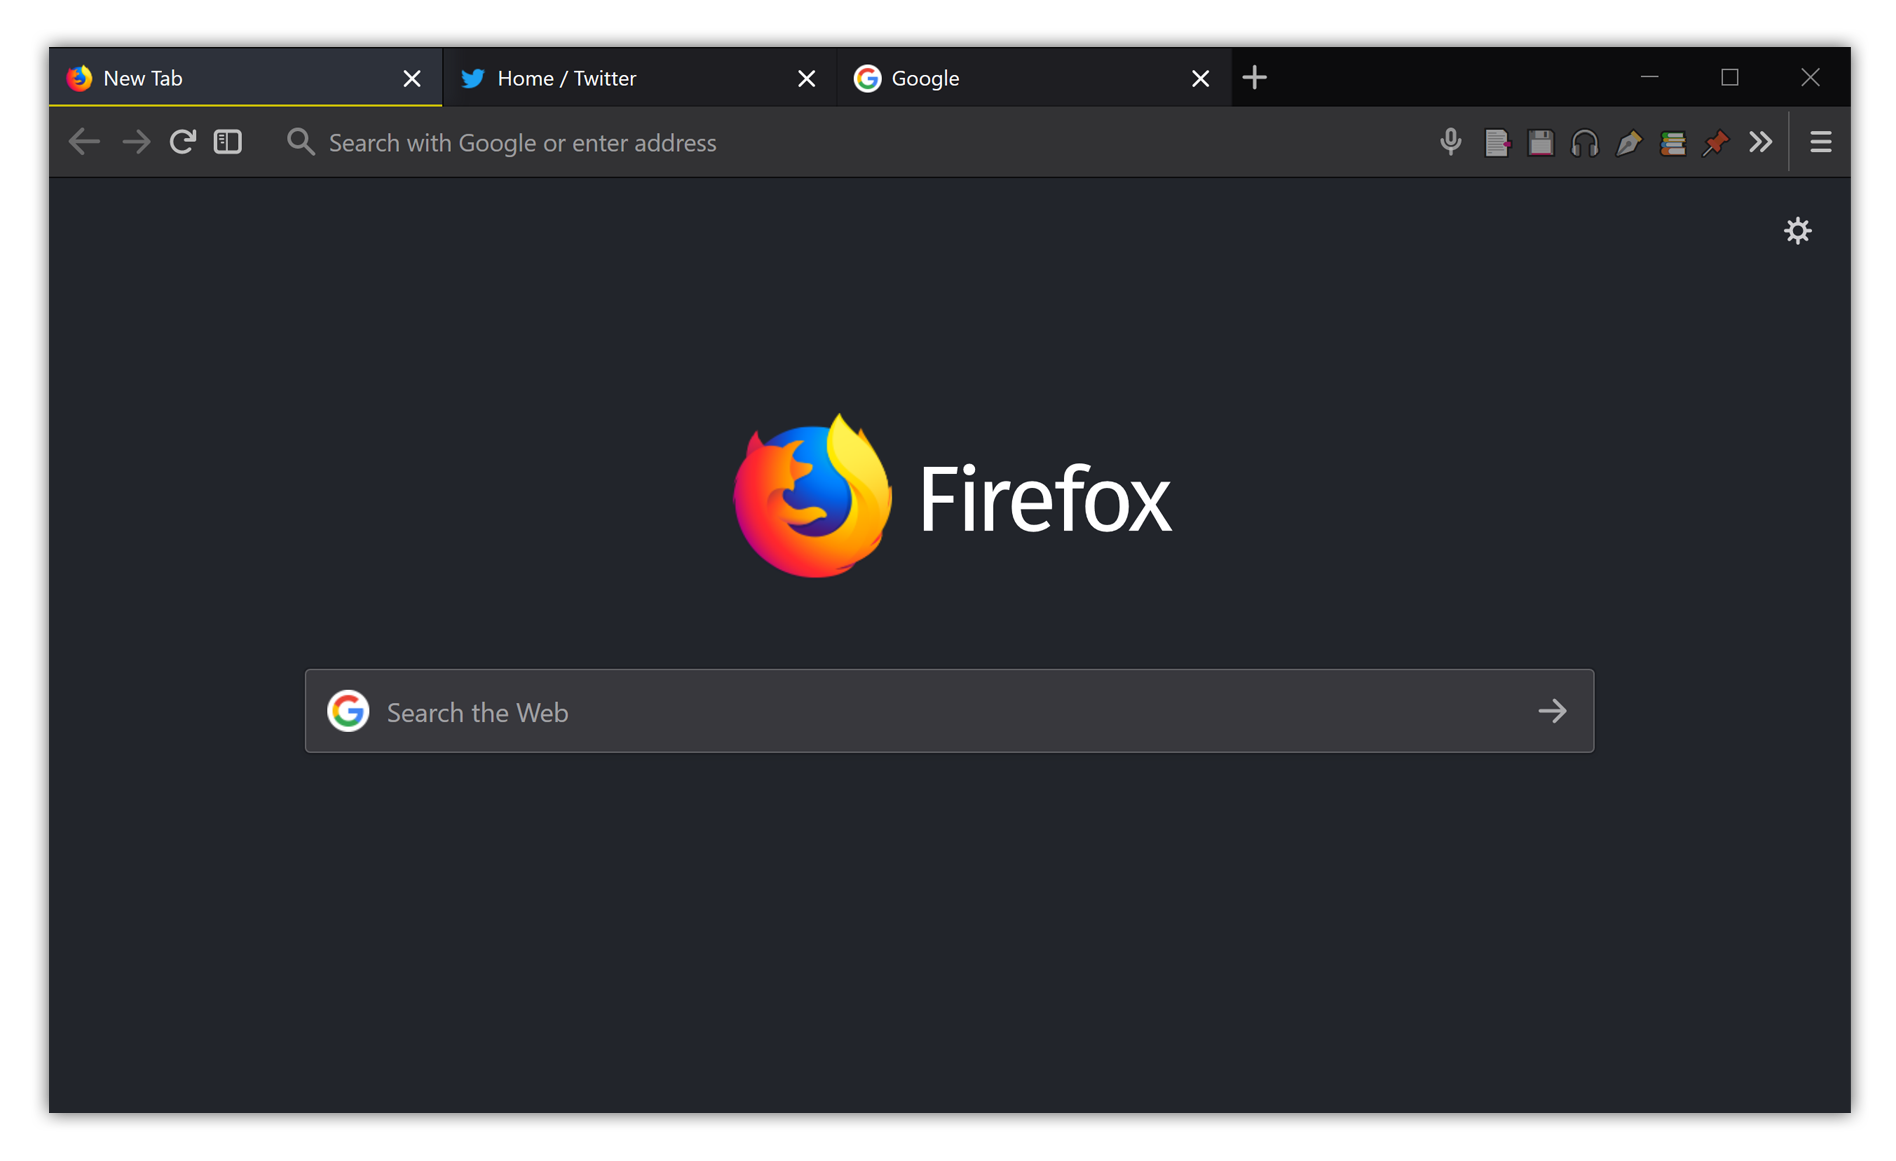 New Tab
Home / Twitter
Google
Search with Google or enter address
Firefox
Search the Web